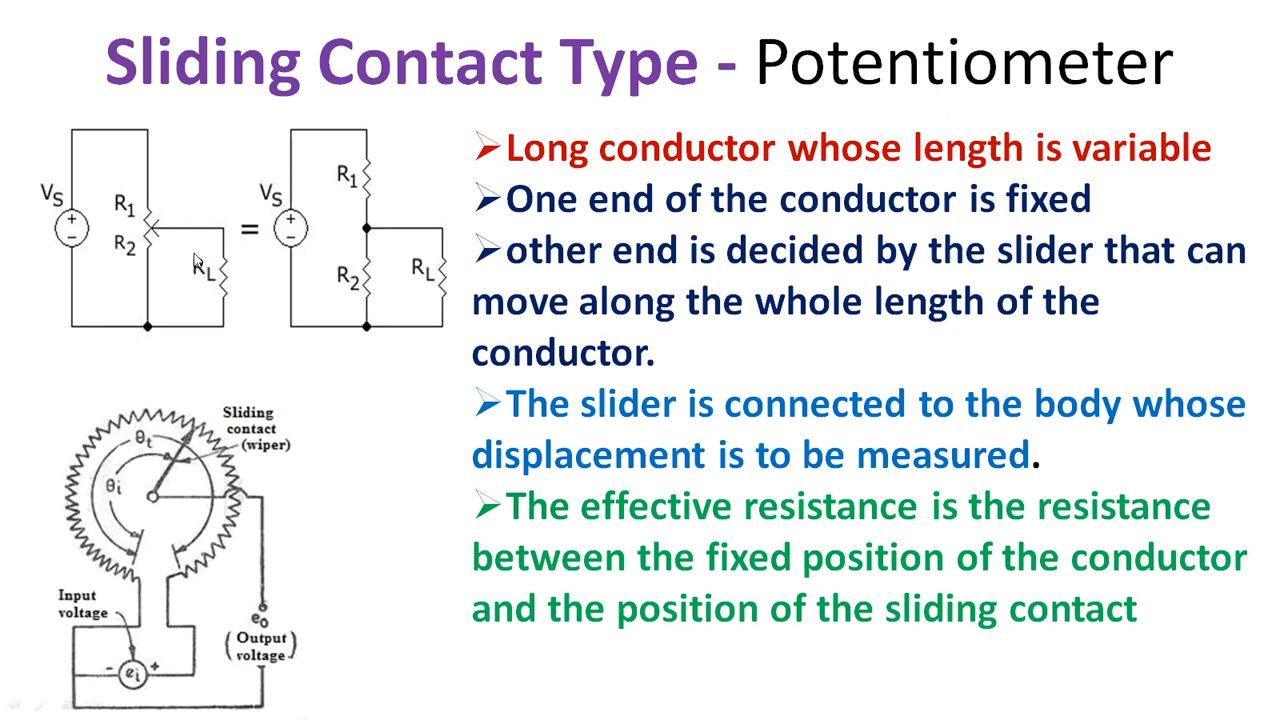 Sliding Contact Type - Potentiometer
VS
R1
R2
RL
=
VS
R1
R2
RL
➢Long conductor whose length is variable
➢One end of the conductor is fixed
➢other end is decided by the slider that can
move along the whole length of the
conductor.
➢The slider is connected to the body whose
displacement is to be measured.
➢The effective resistance is the resistance
between the fixed position of the conductor
and the position of the sliding contact
Sliding
contact
(wiper)
θt
θi
Input
voltage
- ei +
eo
(Output
voltage)